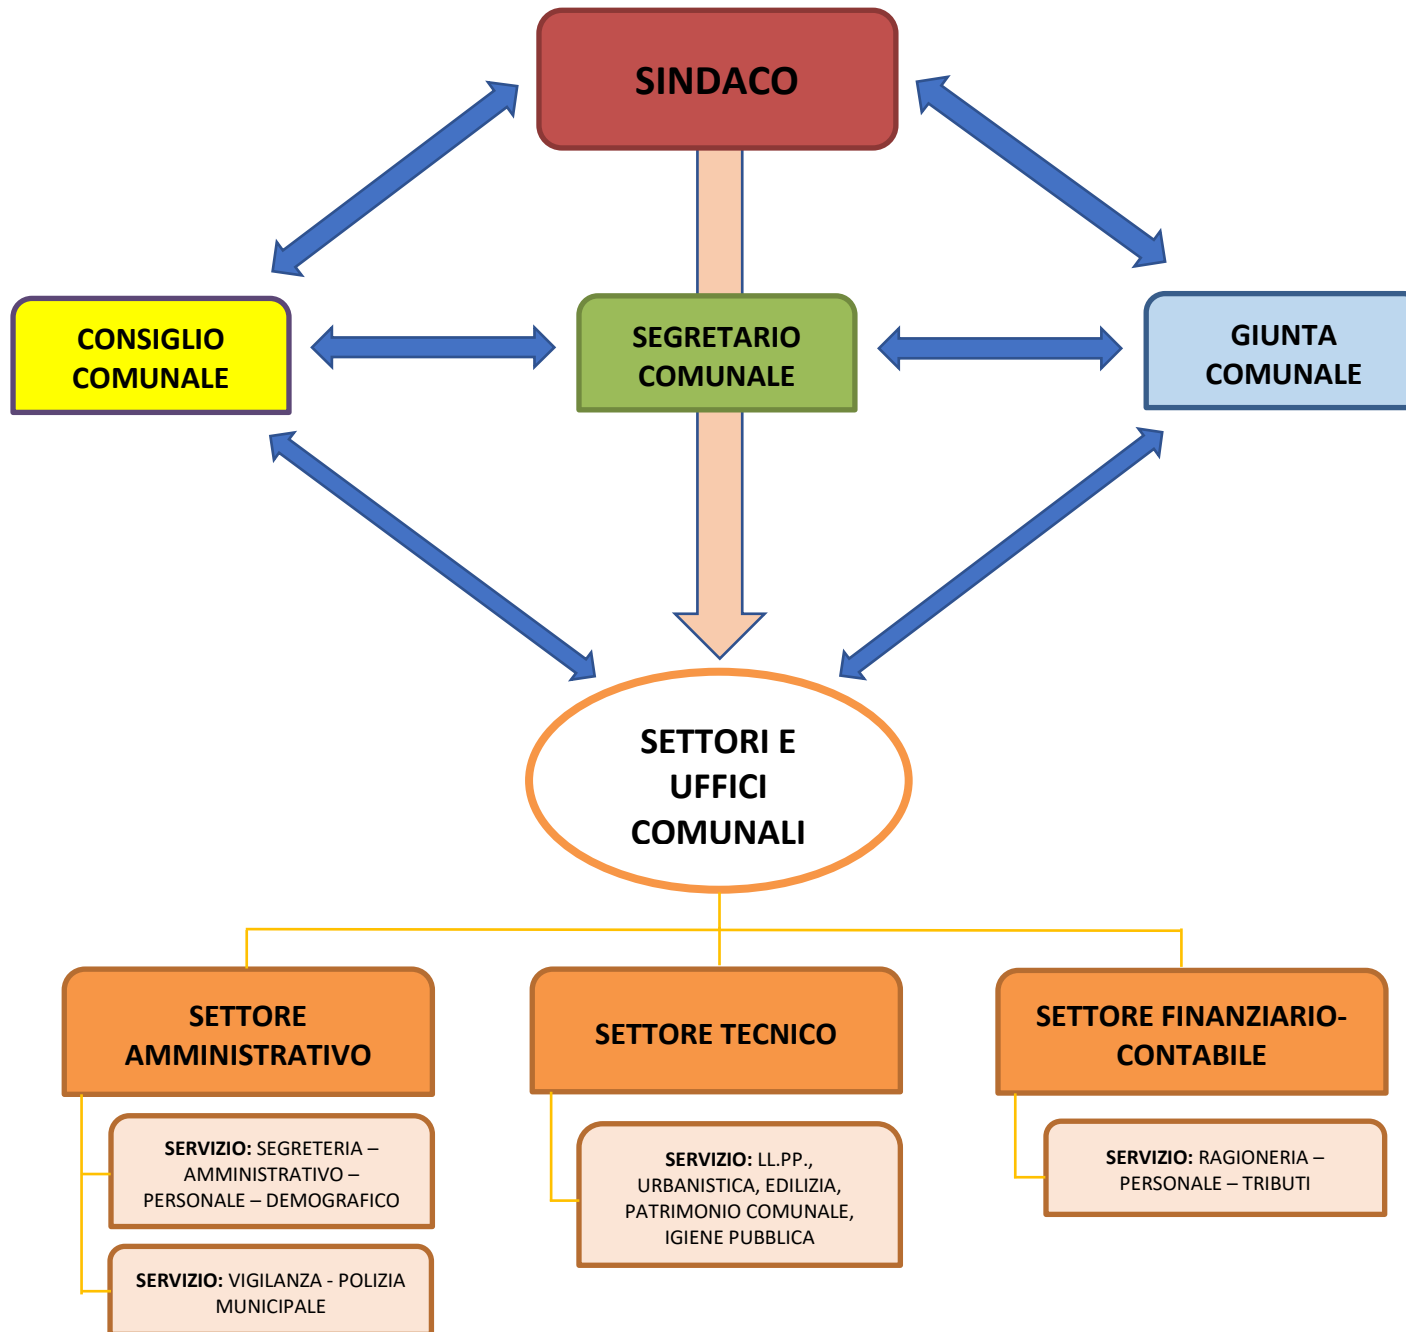 SINDACO
CONSIGLIO
COMUNALE
SEGRETARIO
COMUNALE
GIUNTA
COMUNALE
SETTORI E
UFFICI
COMUNALI
SETTORE
AMMINISTRATIVO
SETTORE TECNICO
SETTORE FINANZIARIO-
CONTABILE
SERVIZIO: SEGRETERIA –
AMMINISTRATIVO –
PERSONALE – DEMOGRAFICO
SERVIZIO: VIGILANZA - POLIZIA
MUNICIPALE
SERVIZIO: LL.PP.,
URBANISTICA, EDILIZIA,
PATRIMONIO COMUNALE,
IGIENE PUBBLICA
SERVIZIO: RAGIONERIA –
PERSONALE – TRIBUTI